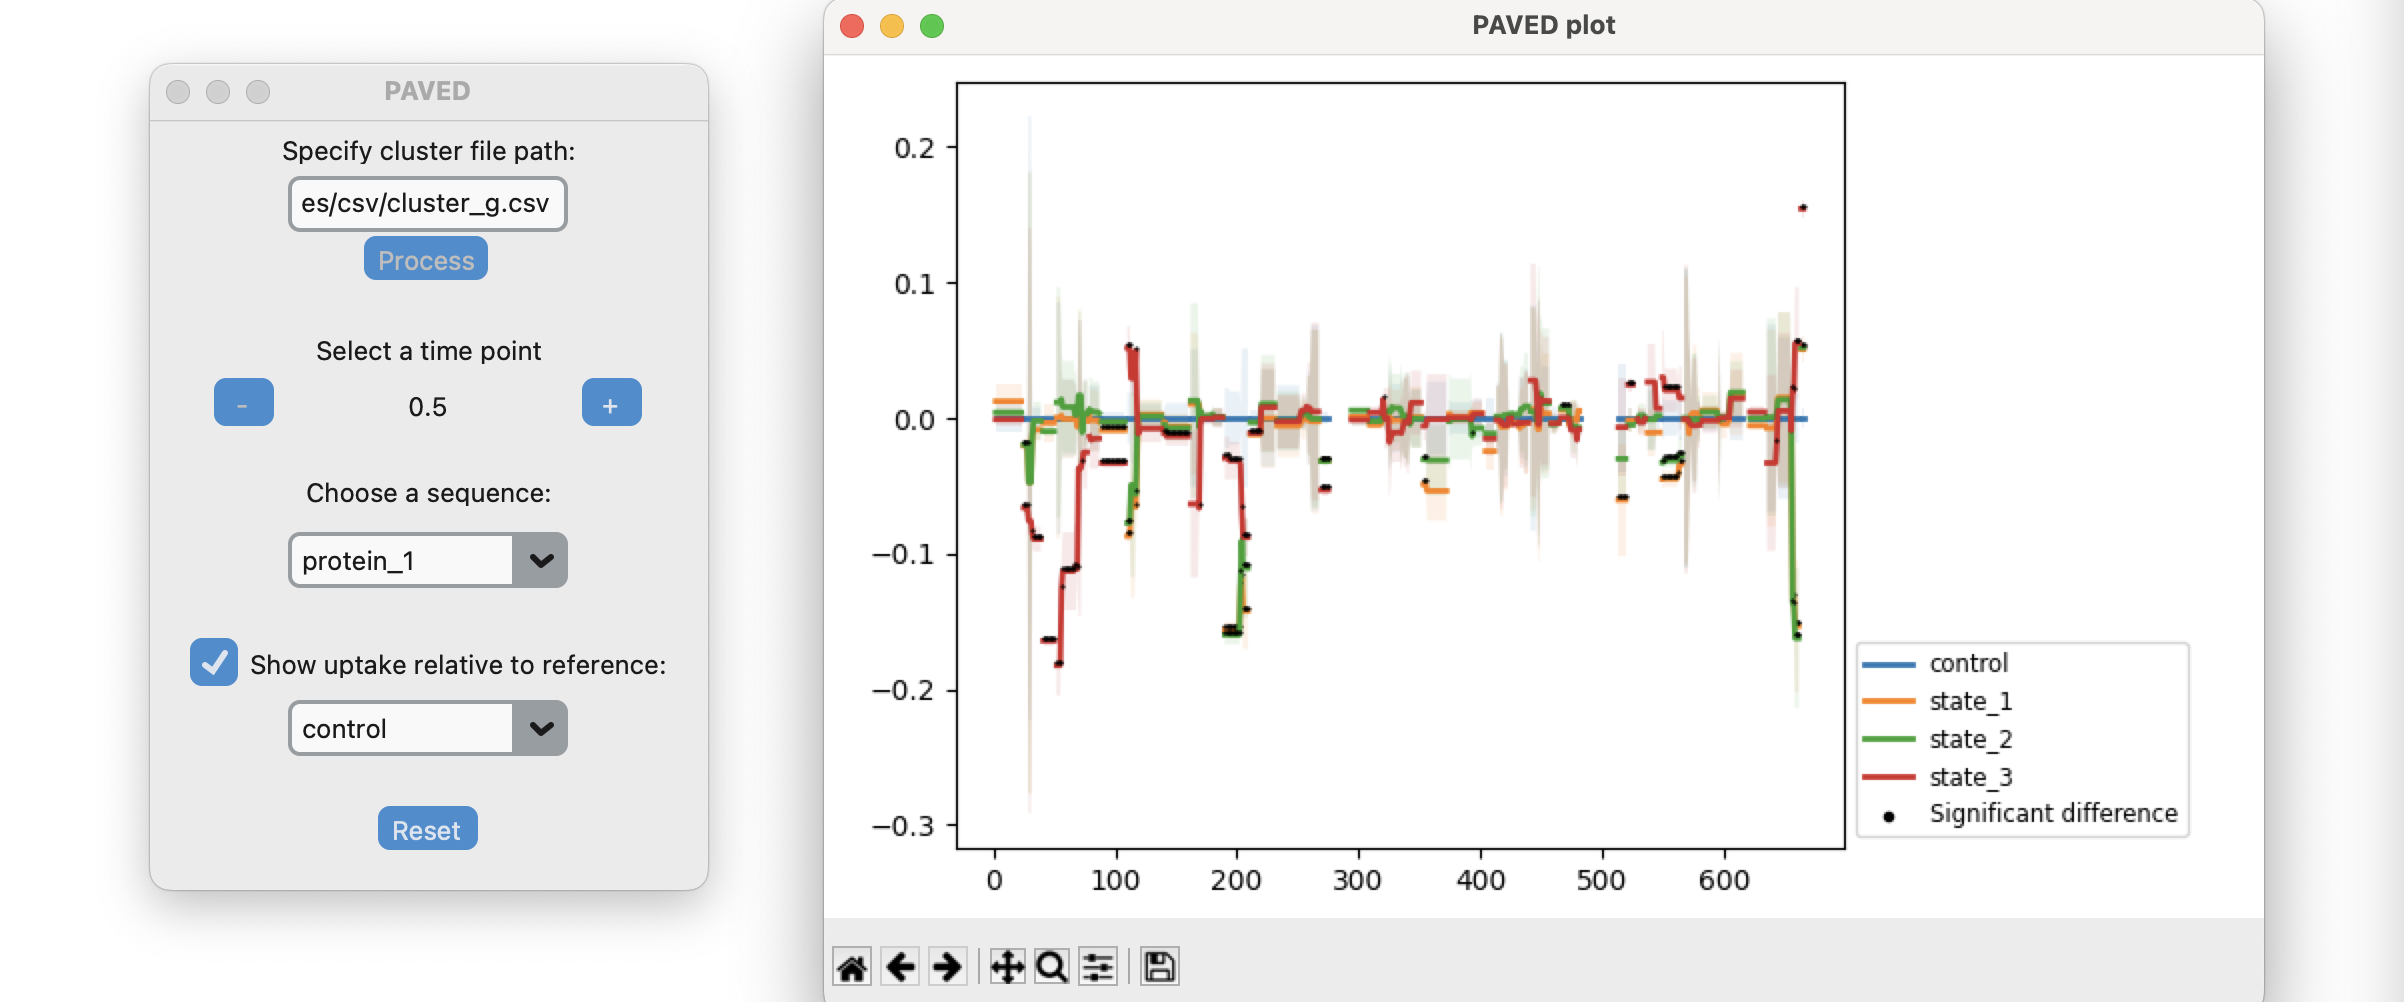 PAVED
Specify cluster file path:
es/csv/cluster_g.csv
Process
Select a time point
- 0.5 +
Choose a sequence:
protein_1
Show uptake relative to reference:
control
Reset
PAVED plot
0.2
0.1
0.0
−0.1
−0.2
−0.3
0 100 200 300 400 500 600
control
state_1
state_2
state_3
Significant difference